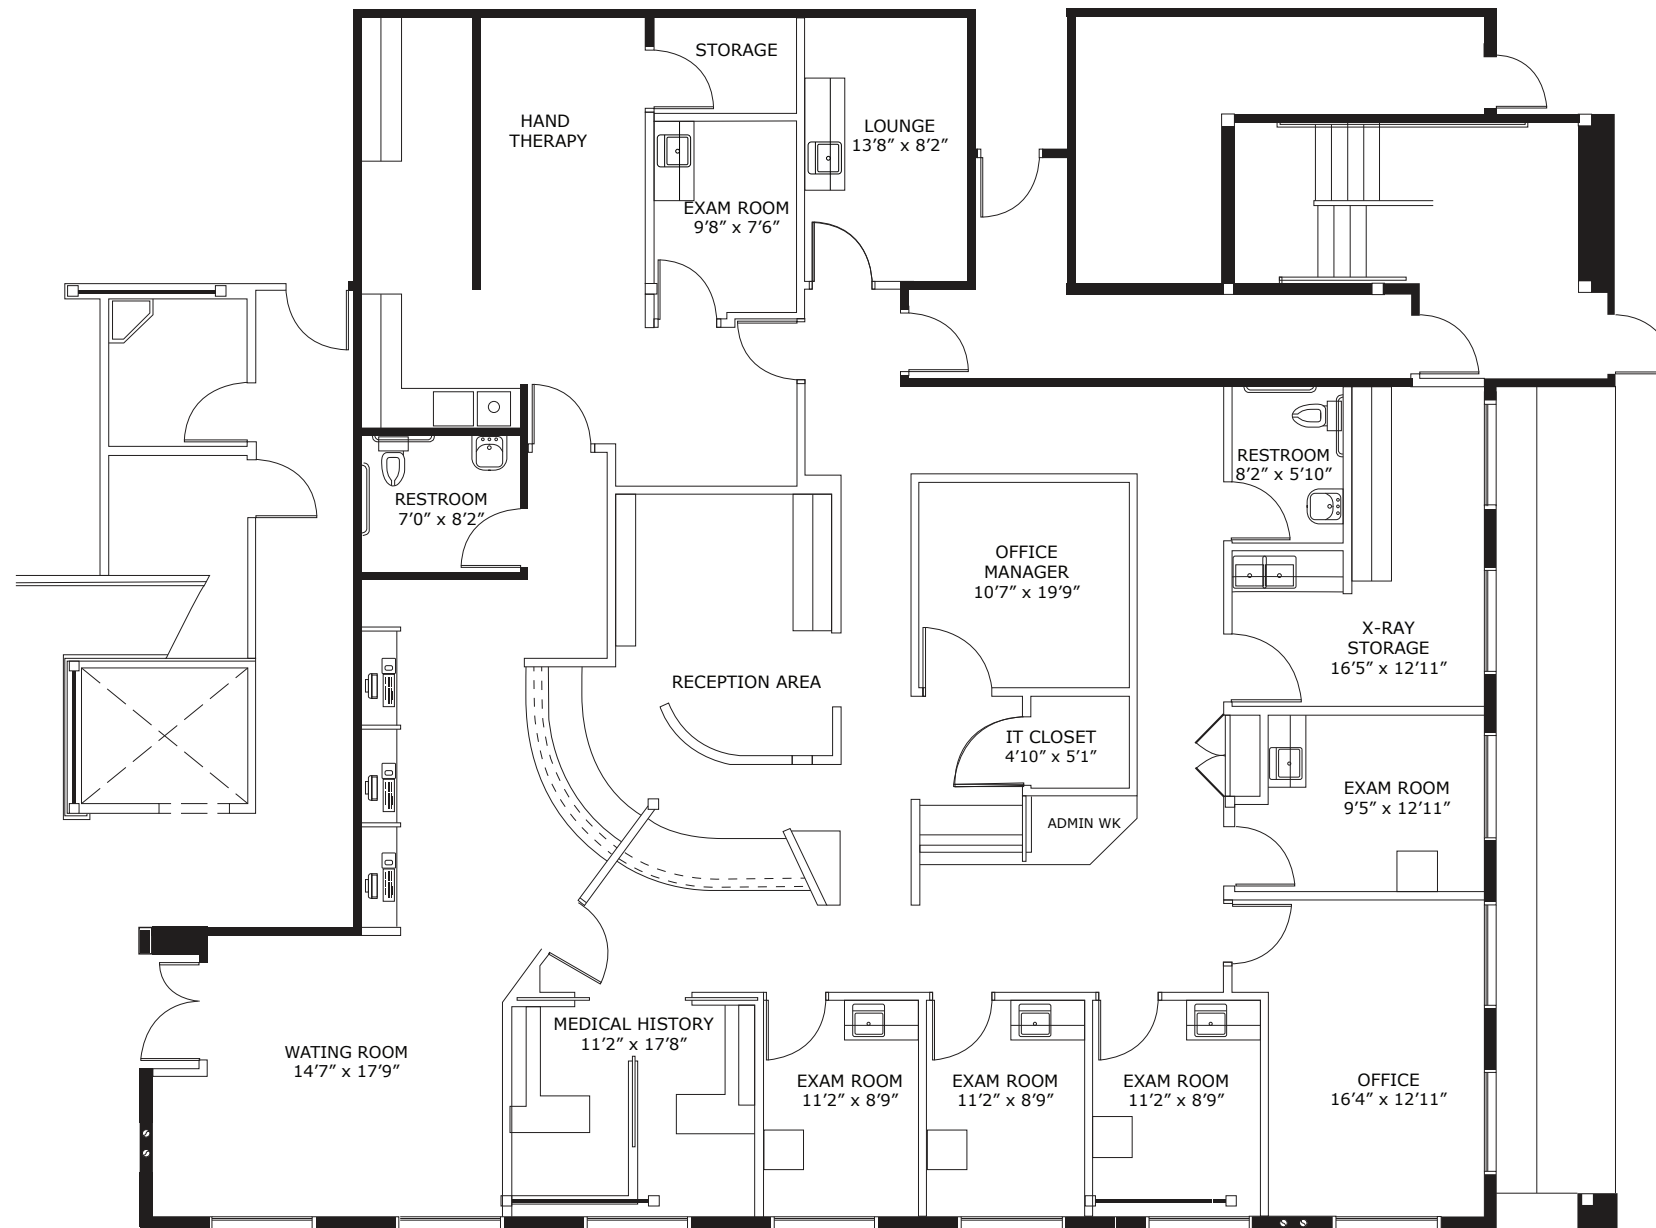 STORAGE
HAND
THERAPY
LOUNGE
13’8” x 8’2”
EXAM ROOM
9’8” x 7’6”
RESTROOM
7’0” x 8’2”
RESTROOM
8’2” x 5’10”
OFFICE
MANAGER
10’7” x 19’9”
X-RAY
STORAGE
16’5” x 12’11”
RECEPTION AREA
IT CLOSET
4’10” x 5’1”
EXAM ROOM
9’5” x 12’11”
ADMIN WK
MEDICAL HISTORY
11’2” x 17’8”
WATING ROOM
14’7” x 17’9”
EXAM ROOM
11’2” x 8’9”
EXAM ROOM
11’2” x 8’9”
EXAM ROOM
11’2” x 8’9”
OFFICE
16’4” x 12’11”